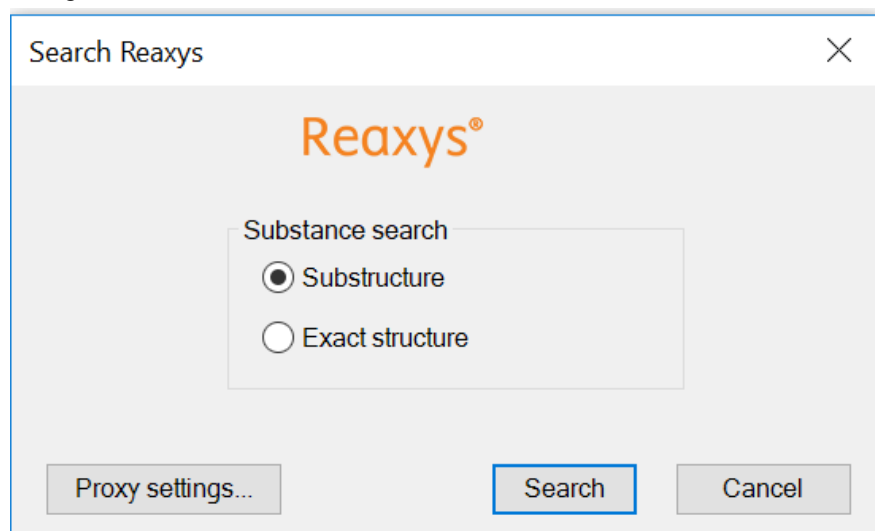 Search Reaxys
Reaxys®
Substance search
Substructure
Exact structure
Proxy settings...
Search
Cancel